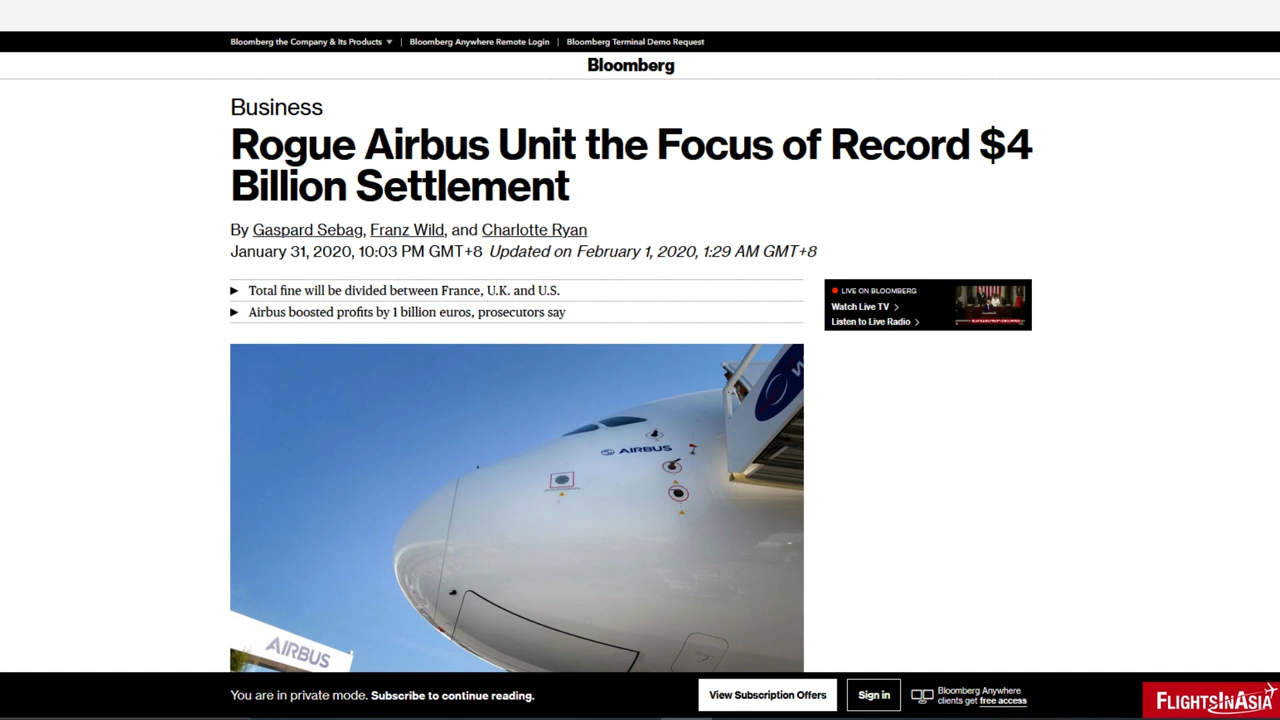 Bloomberg the Company & Its Products ▼ | Bloomberg Anywhere Remote Login | Bloomberg Terminal Demo Request
Bloomberg
Business
Rogue Airbus Unit the Focus of Record $4
Billion Settlement
By Gaspard Sebag, Franz Wild, and Charlotte Ryan
January 31, 2020, 10:03 PM GMT+8 Updated on February 1, 2020, 1:29 AM GMT+8
▶ Total fine will be divided between France, U.K. and U.S.
▶ Airbus boosted profits by 1 billion euros, prosecutors say
LIVE ON BLOOMBERG
Watch Live TV >
Listen to Live Radio >
AIRBUS
AIRBUS
You are in private mode. Subscribe to continue reading.
View Subscription Offers
Sign in
Bloomberg Anywhere
clients get free access
FLIGHTSINASIA